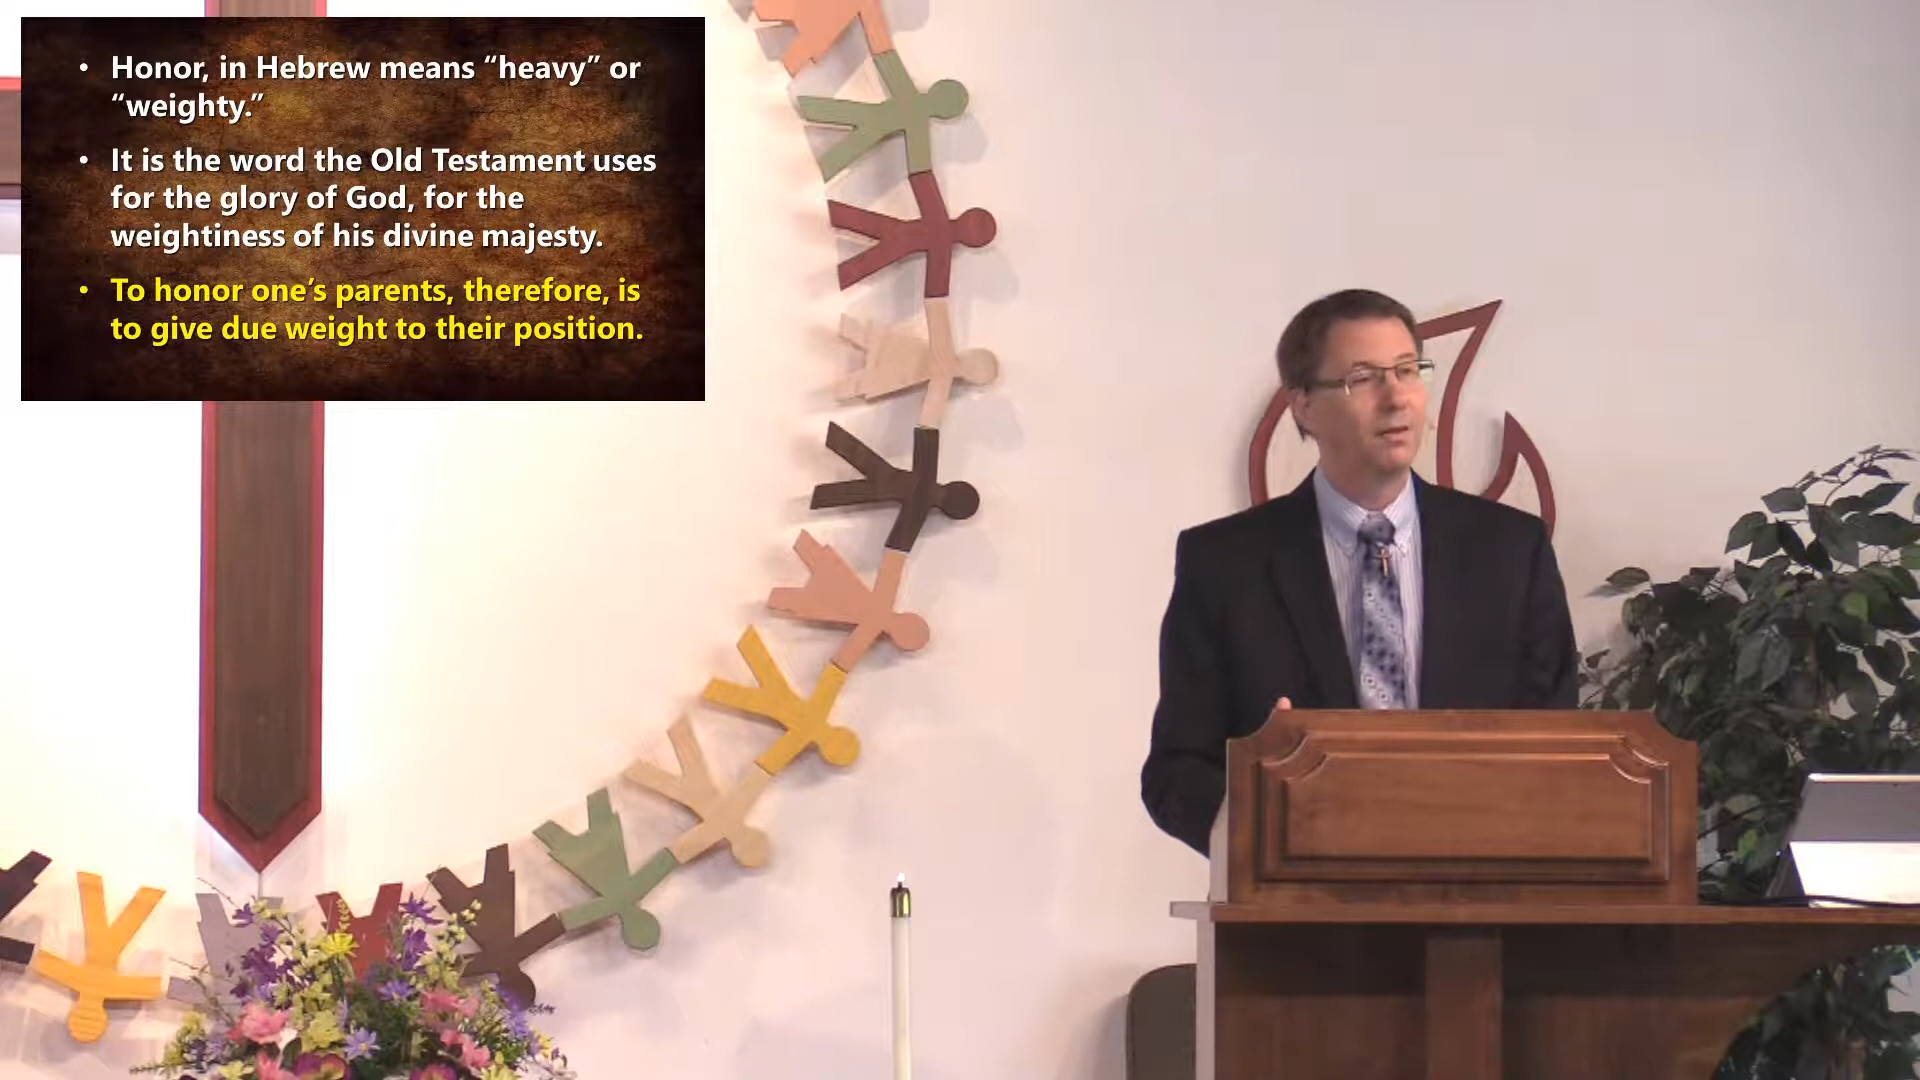 • Honor, in Hebrew means “heavy” or
“weighty.”
• It is the word the Old Testament uses
for the glory of God, for the
weightiness of his divine majesty.
• To honor one’s parents, therefore, is
to give due weight to their position.